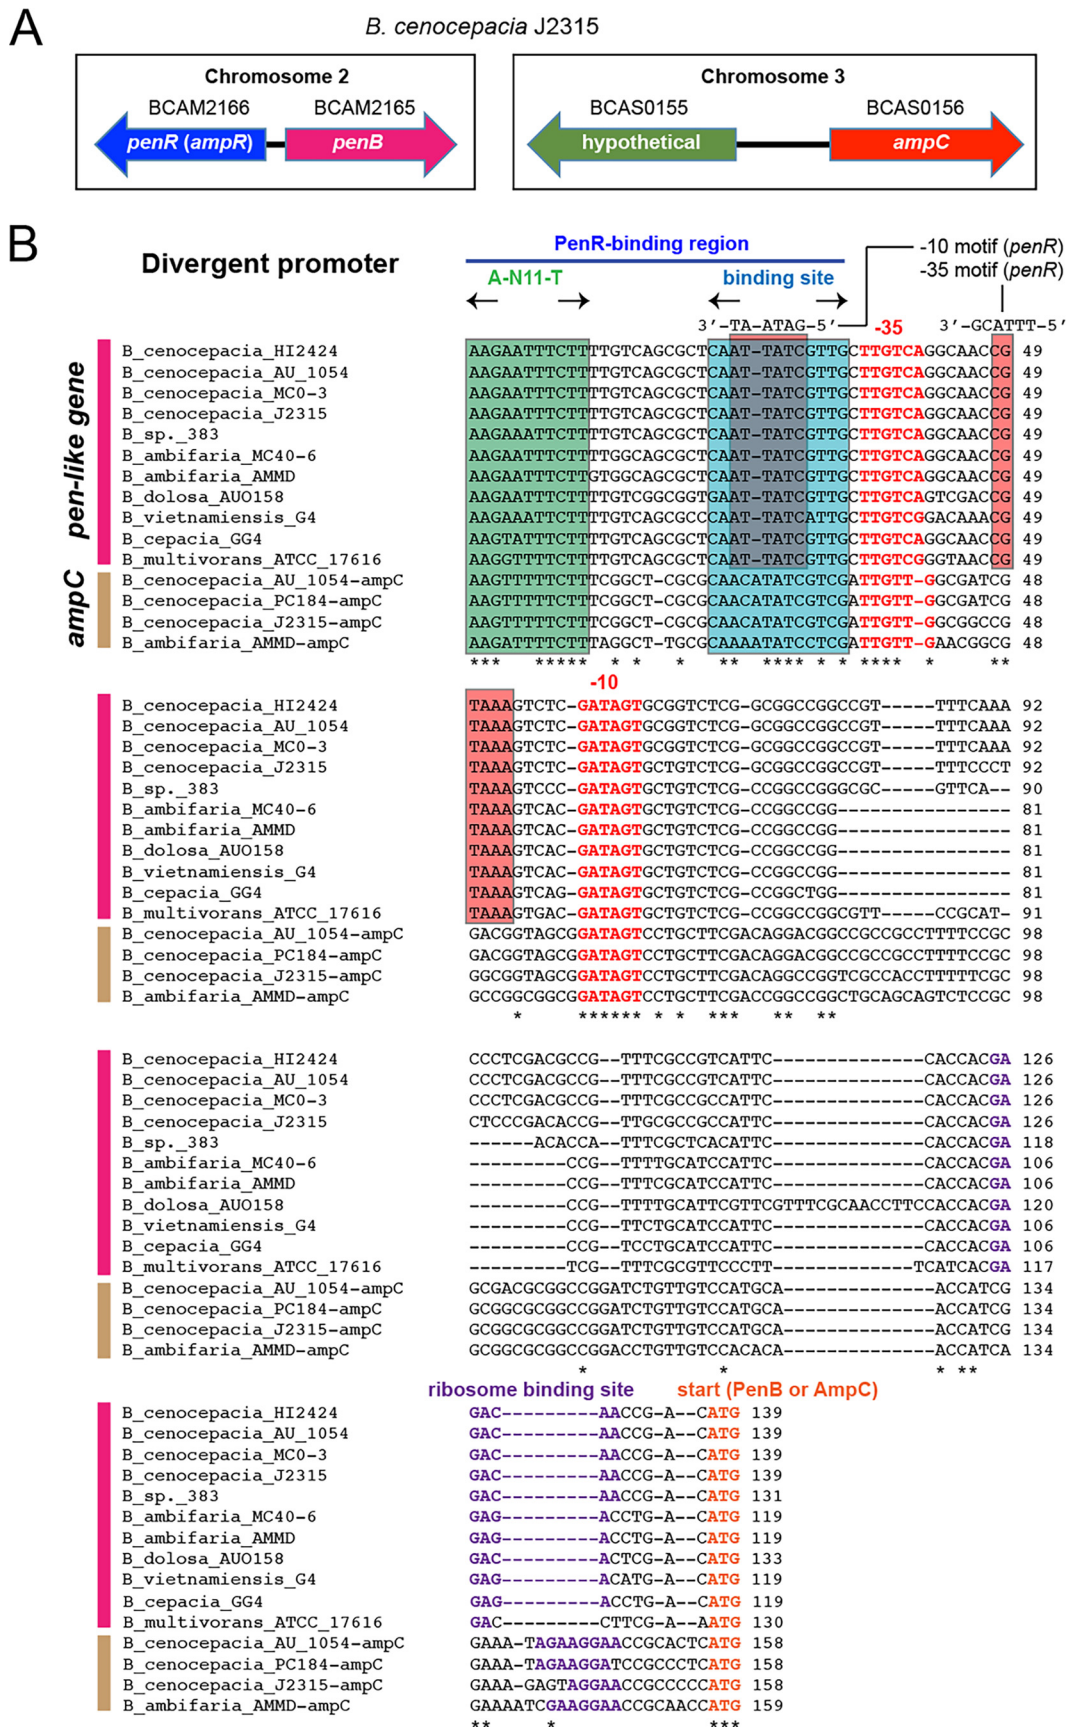 A
B. cenocepacia J2315
Chromosome 2
Chromosome 3
BCAM2166 BCAM2165
BCAS0155 BCAS0156
penR (ampR) penB
hypothetical ampC
B
Divergent promoter
PenR-binding region
A-N11-T
binding site
-10 motif (penR)
-35 motif (penR)
3'-TA-ATAG-5'
-35
3'-GCATTT-5'
pen-like gene
ampC
B_cenocepacia_HI2424 AAGAATTTCTTTTGTCAGCGCTCAAT-TATCGTTGCTTGTCAGGCAACCG 49
B_cenocepacia_AU_1054 AAGAATTTCTTTTGTCAGCGCTCAAT-TATCGTTGCTTGTCAGGCAACCG 49
B_cenocepacia_MC0-3 AAGAATTTCTTTTGTCAGCGCTCAAT-TATCGTTGCTTGTCAGGCAACCG 49
B_cenocepacia_J2315 AAGAATTTCTTTTGTCAGCGCTCAAT-TATCGTTGCTTGTCAGGCAACCG 49
B_sp._383 AAGAAATTCTTTTGTCAGCGCTCAAT-TATCGTTGCTTGTCAGGCAACCG 49
B_ambifaria_MC40-6 AAGAATTTCTTTTGGCAGCGCTCAAT-TATCGTTGCTTGTCAGGCAACCG 49
B_ambifaria_AMMD AAGAATTTCTTGTGGCAGCGCTCAAT-TATCGTTGCTTGTCAGGCAACCG 49
B_dolosa_AUO158 AAGAATTTCTTTTGTCGGCGGTGAAT-TATCGTTGCTTGTCAGTCGACCG 49
B_vietnamiensis_G4 AAGAAATTCTTTTGTCAGCGCCCAAT-TATCATTGCTTGTCGGACAAACG 49
B_cepacia_GG4 AAGTATTTCTTTTGTCAGCGCTCAAT-TATCGTTGCTTGTCAGGCAACCG 49
B_multivorans_ATCC_17616 AAGGTTTTCTTTTGTCAGCGCTCAAT-TATCGTTGCTTGTCGGGTAACCG 49
B_cenocepacia_AU_1054-ampC AAGTTTTTCTTTCGGCT-CGCGCAACATATCGTCGATTGTT-GGCGATCG 48
B_cenocepacia_PC184-ampC AAGTTTTTCTTTCGGCT-CGCGCAACATATCGTCGATTGTT-GGCGATCG 48
B_cenocepacia_J2315-ampC AAGTTTTTCTTTCGGCT-CGCGCAACATATCGTCGATTGTT-GGCGGCCG 48
B_ambifaria_AMMD-ampC AAGATTTTCTTTAGGCT-TGCGCAAAATATCCTCGATTGTT-GAACGGCG 48
*** ***** * * * ** **** * * **** * **
-10
B_cenocepacia_HI2424 TAAAGTCTC-GATAGTGCGGTCTCG-GCGGCCGGCCGT-----TTTCAAA 92
B_cenocepacia_AU_1054 TAAAGTCTC-GATAGTGCGGTCTCG-GCGGCCGGCCGT-----TTTCAAA 92
B_cenocepacia_MC0-3 TAAAGTCTC-GATAGTGCGGTCTCG-GCGGCCGGCCGT-----TTTCAAA 92
B_cenocepacia_J2315 TAAAGTCTC-GATAGTGCTGTCTCG-GCGGCCGGCCGT-----TTTCCCT 92
B_sp._383 TAAAGTCCC-GATAGTGCTGTCTCG-GCGGCCGGGCGC-----GTTCA-- 90
B_ambifaria_MC40-6 TAAAGTCAC-GATAGTGCTGTCTCG-CCGGCCGG---------------- 81
B_ambifaria_AMMD TAAAGTCAC-GATAGTGCTGTCTCG-CCGGCCGG---------------- 81
B_dolosa_AUO158 TAAAGTCAC-GATAGTGCTGTCTCG-CCGGCCGG---------------- 81
B_vietnamiensis_G4 TAAAGTCAC-GATAGTGCTGTCTCG-CCGGCCGG---------------- 81
B_cepacia_GG4 TAAAGTCAG-GATAGTGCTGTCTCG-CCGGCTGG---------------- 81
B_multivorans_ATCC_17616 TAAAGTGAC-GATAGTGCTGTCTCG-CCGGCCGGCGTT-----CCGCAT- 91
B_cenocepacia_AU_1054-ampC GACGGTAGCGGATAGTCCTGCTTCGACAGGACGGCCGCCGCCTTTTCCGC 98
B_cenocepacia_PC184-ampC GACGGTAGCGGATAGTCCTGCTTCGACAGGACGGCCGCCGCCTTTTCCGC 98
B_cenocepacia_J2315-ampC GGCGGTAGCGGATAGTCCTGCTTCGACAGGCCGGTCGCCACCTTTTTCGC 98
B_ambifaria_AMMD-ampC GCCGGCGGCGGATAGTCCTGCTTCGACCGGCCGGCTGCAGCAGTCTCCGC 98
* ****** * * *** ** **
B_cenocepacia_HI2424 CCCTCGACGCCG--TTTCGCCGTCATTC--------------CACCACGA 126
B_cenocepacia_AU_1054 CCCTCGACGCCG--TTTCGCCGTCATTC--------------CACCACGA 126
B_cenocepacia_MC0-3 CCCTCGACGCCG--TTTCGCCGCCATTC--------------CACCACGA 126
B_cenocepacia_J2315 CTCCCGACACCG--TTGCGCCGCCATTC--------------CACCACGA 126
B_sp._383 ------ACACCA--TTTCGCTCACATTC--------------CACCACGA 118
B_ambifaria_MC40-6 ---------CCG--TTTTGCATCCATTC--------------CACCACGA 106
B_ambifaria_AMMD ---------CCG--TTTCGCATCCATTC--------------CACCACGA 106
B_dolosa_AUO158 ---------CCG--TTTTGCATTCGTTCGTTTCGCAACCTTCCACCACGA 120
B_vietnamiensis_G4 ---------CCG--TTCTGCATCCATTC--------------CACCACGA 106
B_cepacia_GG4 ---------CCG--TCCTGCATCCATTC--------------CACCACGA 106
B_multivorans_ATCC_17616 ---------TCG--TTTCGCGTTCCCTT-------------TCATCACGA 117
B_cenocepacia_AU_1054-ampC GCGACGCGGCCGGATCTGTTGTCCATGCA--------------ACCATCG 134
B_cenocepacia_PC184-ampC GCGGCGCGGCCGGATCTGTTGTCCATGCA--------------ACCATCG 134
B_cenocepacia_J2315-ampC GCGGCGCGGCCGGATCTGTTGTCCATGCA--------------ACCATCG 134
B_ambifaria_AMMD-ampC GCGGCGCGGCCGGACCTGTTGTCCACACA--------------ACCATCA 134
* * * **
ribosome binding site start (PenB or AmpC)
B_cenocepacia_HI2424 GAC---------AACCG-A--CATG 139
B_cenocepacia_AU_1054 GAC---------AACCG-A--CATG 139
B_cenocepacia_MC0-3 GAC---------AACCG-A--CATG 139
B_cenocepacia_J2315 GAC---------AACCG-A--CATG 139
B_sp._383 GAC---------AACCG-A--CATG 131
B_ambifaria_MC40-6 GAG---------ACCTG-A--CATG 119
B_ambifaria_AMMD GAG---------ACCTG-A--CATG 119
B_dolosa_AUO158 GAC---------ACTCG-A--CATG 133
B_vietnamiensis_G4 GAG---------ACATG-A--CATG 119
B_cepacia_GG4 GAG---------ACCTG-A--CATG 119
B_multivorans_ATCC_17616 GAC---------CTTCG-A--AATG 130
B_cenocepacia_AU_1054-ampC GAAA-TAGAAGGAACCGCACTCATG 158
B_cenocepacia_PC184-ampC GAAA-TAGAAGGATCCGCCCTCATG 158
B_cenocepacia_J2315-ampC GAAA-GAGTAGGAACCGCCCCCATG 158
B_ambifaria_AMMD-ampC GAAAATCGAAGGAACCGCAACCATG 159
** * ***